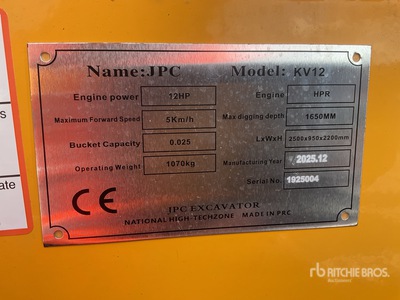 Name:JPC Model: KV12
Engine power 12HP Engine HPR
Maximum Forward Speed 5Km/h Max digging depth 1650MM
Bucket Capacity 0.025 LxWxH 2500x950x2200mm
Operating Weight 1070kg Manufacturing Year 2025.12
Serial No 1925004
CE
JPC EXCAVATOR
NATIONAL HIGH-TECHZONE MADE IN PRC
ate
rb RITCHIE BROS.